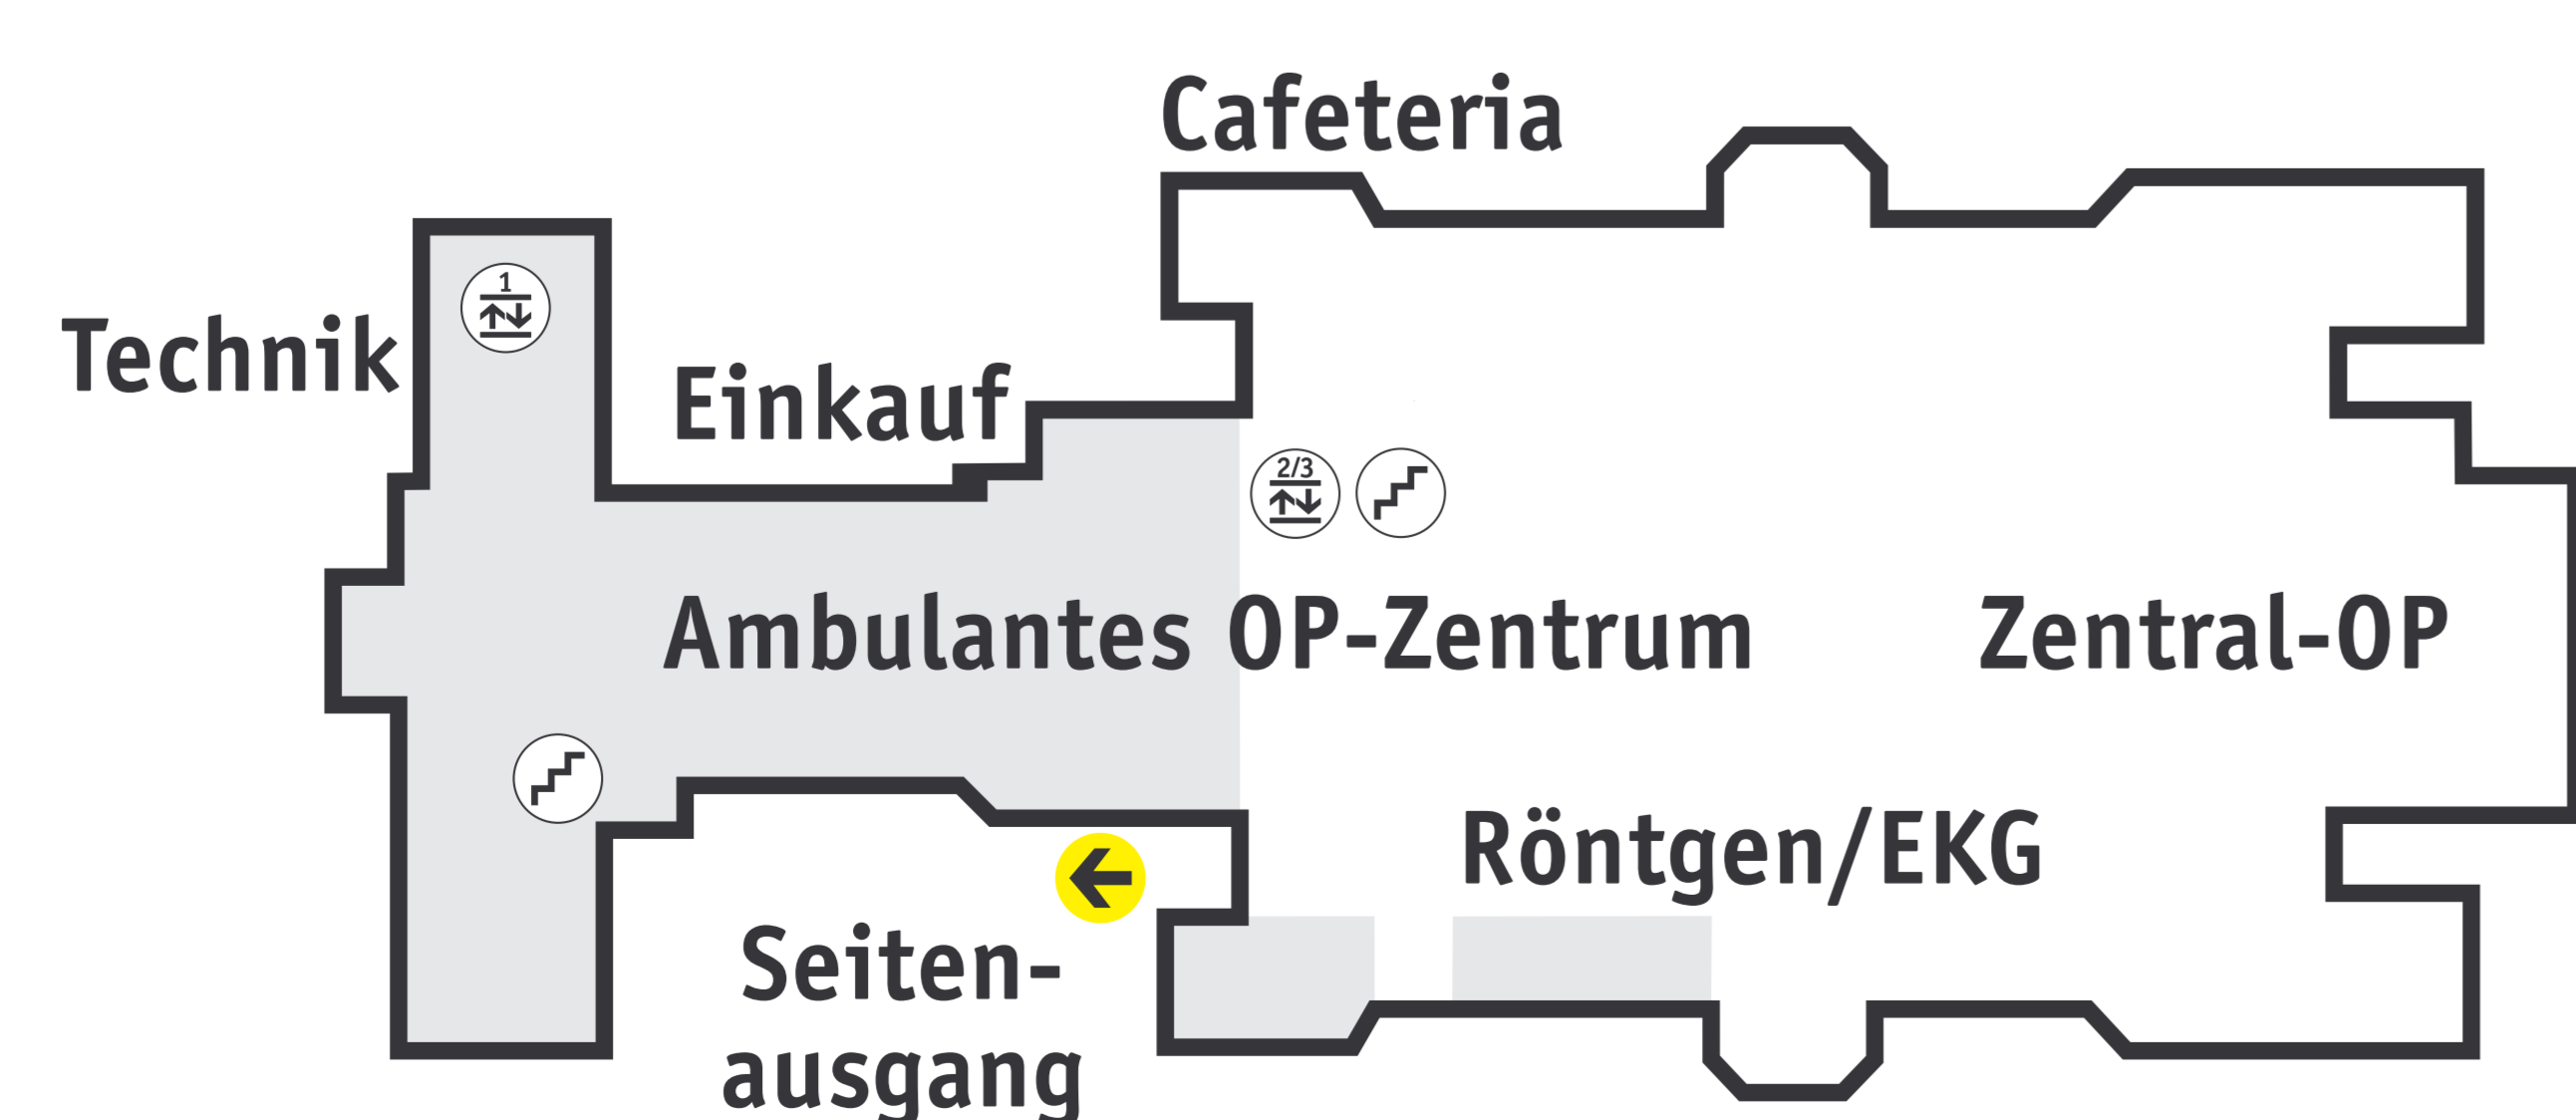 Cafeteria
1
Technik
Einkauf
2/3
Ambulantes OP-Zentrum
Zentral-OP
Röntgen/EKG
Seiten-
ausgang